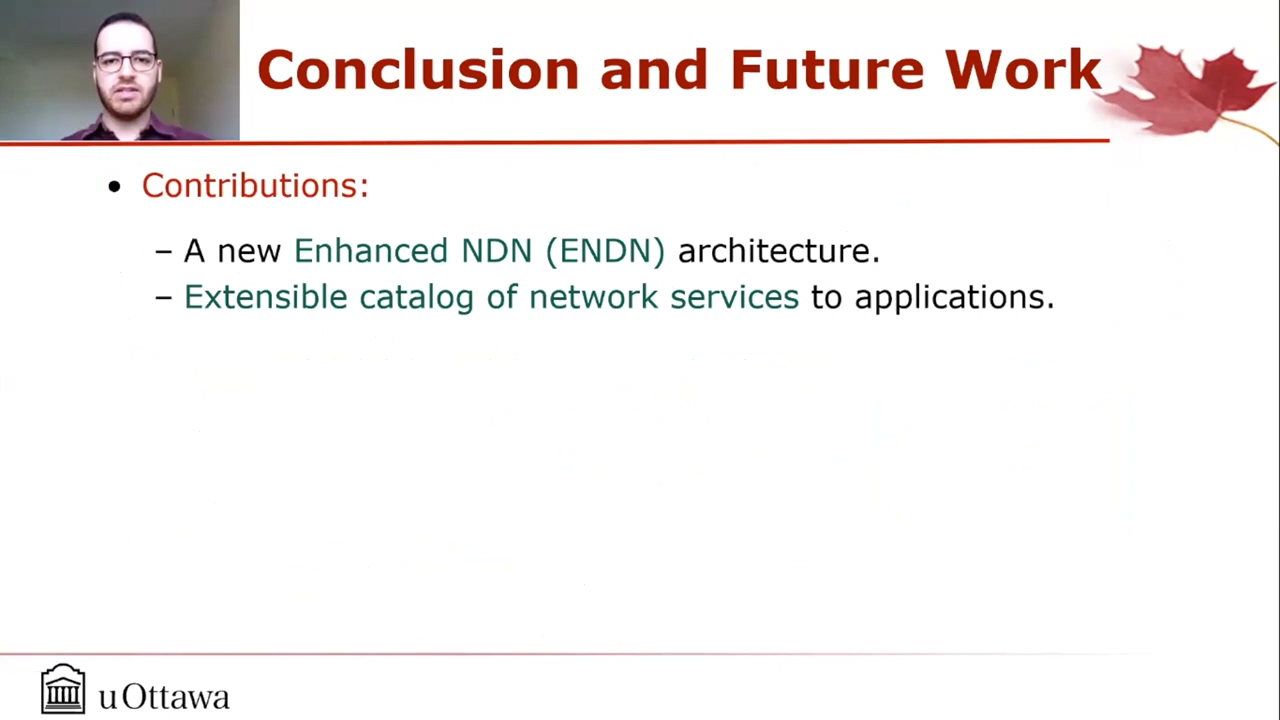 Conclusion and Future Work
• Contributions:
– A new Enhanced NDN (ENDN) architecture.
– Extensible catalog of network services to applications.
uOttawa